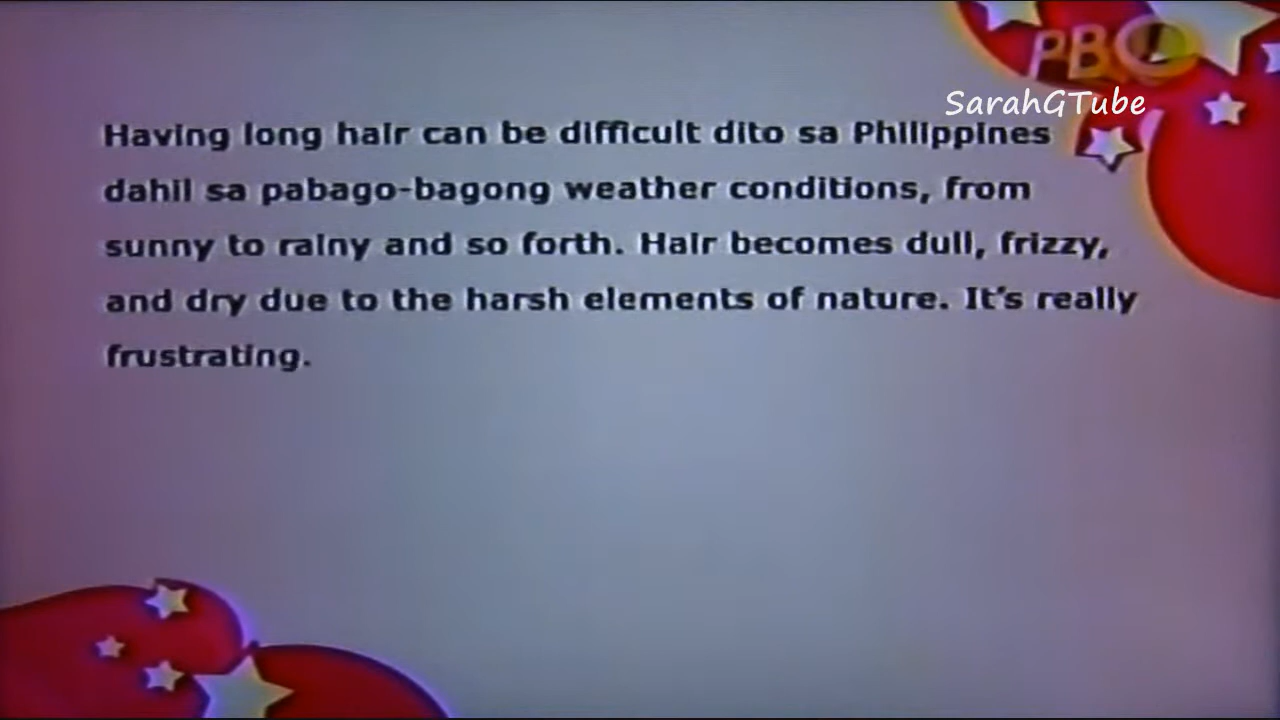 PBO
SarahGTube
Having long hair can be difficult dito sa Philippines
dahil sa pabago-bagong weather conditions, from
sunny to rainy and so forth. Hair becomes dull, frizzy,
and dry due to the harsh elements of nature. It's really
frustrating.